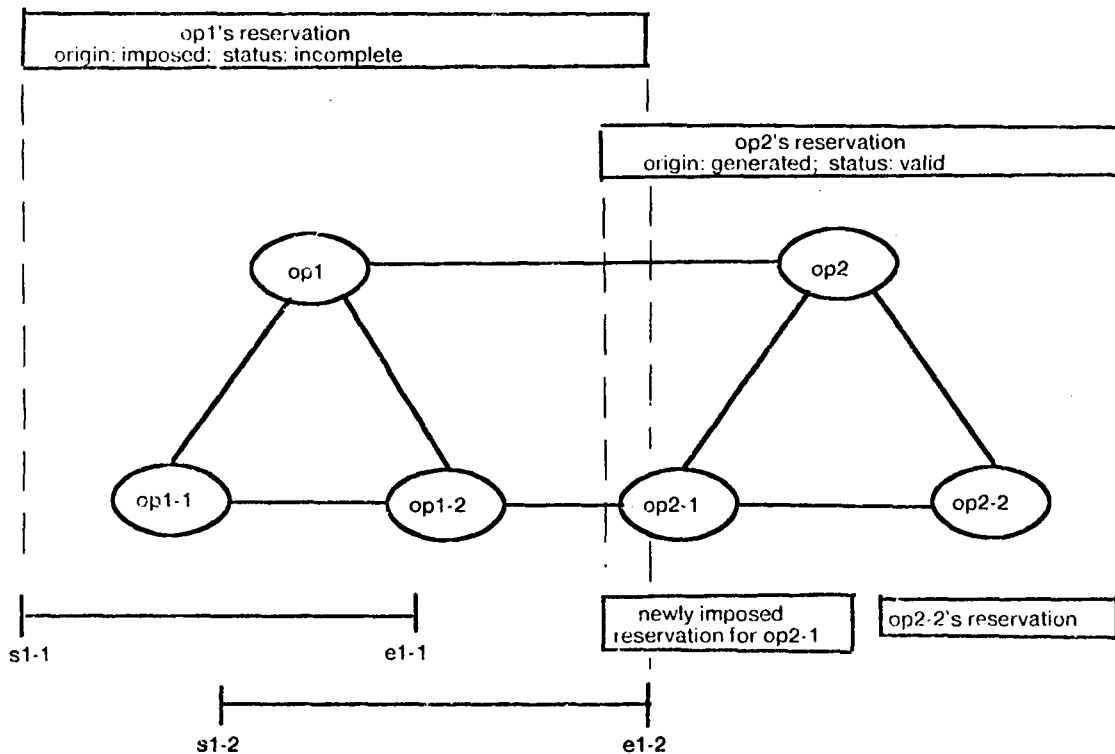 op1's reservation
origin: imposed; status: incomplete
op2's reservation
origin: generated; status: valid
op1
op2
op1-1
op1-2
op2-1
op2-2
newly imposed
reservation for op2-1
op2-2's reservation
s1-1
e1-1
s1-2
e1-2